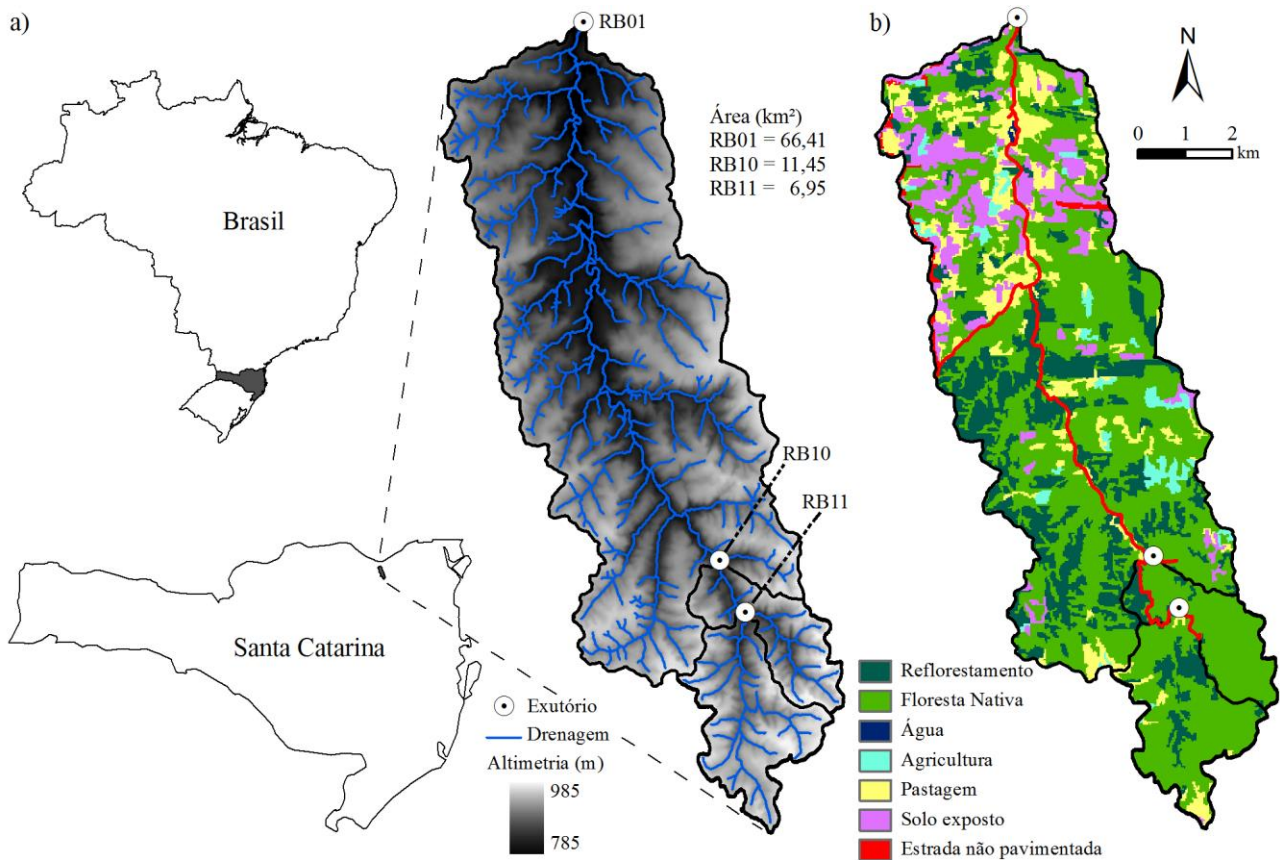 a)
RB01
Brasil
Área (km²)
RB01 = 66,41
RB10 = 11,45
RB11 = 6,95
RB10
RB11
Santa Catarina
Exutório
Drenagem
Altimetria (m)
985
785
b)
N
0 1 2
km
Reflorestamento
Floresta Nativa
Água
Agricultura
Pastagem
Solo exposto
Estrada não pavimentada